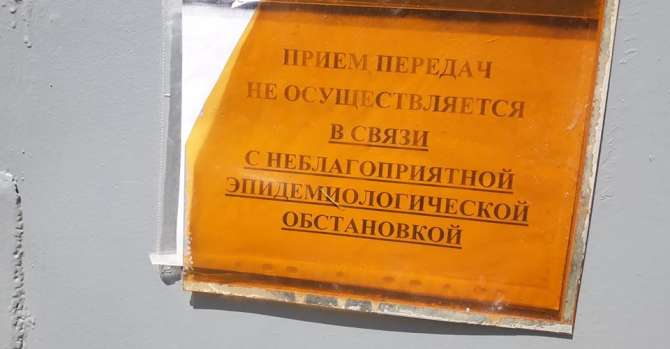 ПРИЕМ ПЕРЕДАЧ
НЕ ОСУЩЕСТВЛЯЕТСЯ
В СВЯЗИ
С НЕБЛАГОПРИЯТНОЙ
ЭПИДЕМИОЛОГИЧЕСКОЙ
ОБСТАНОВКОЙ